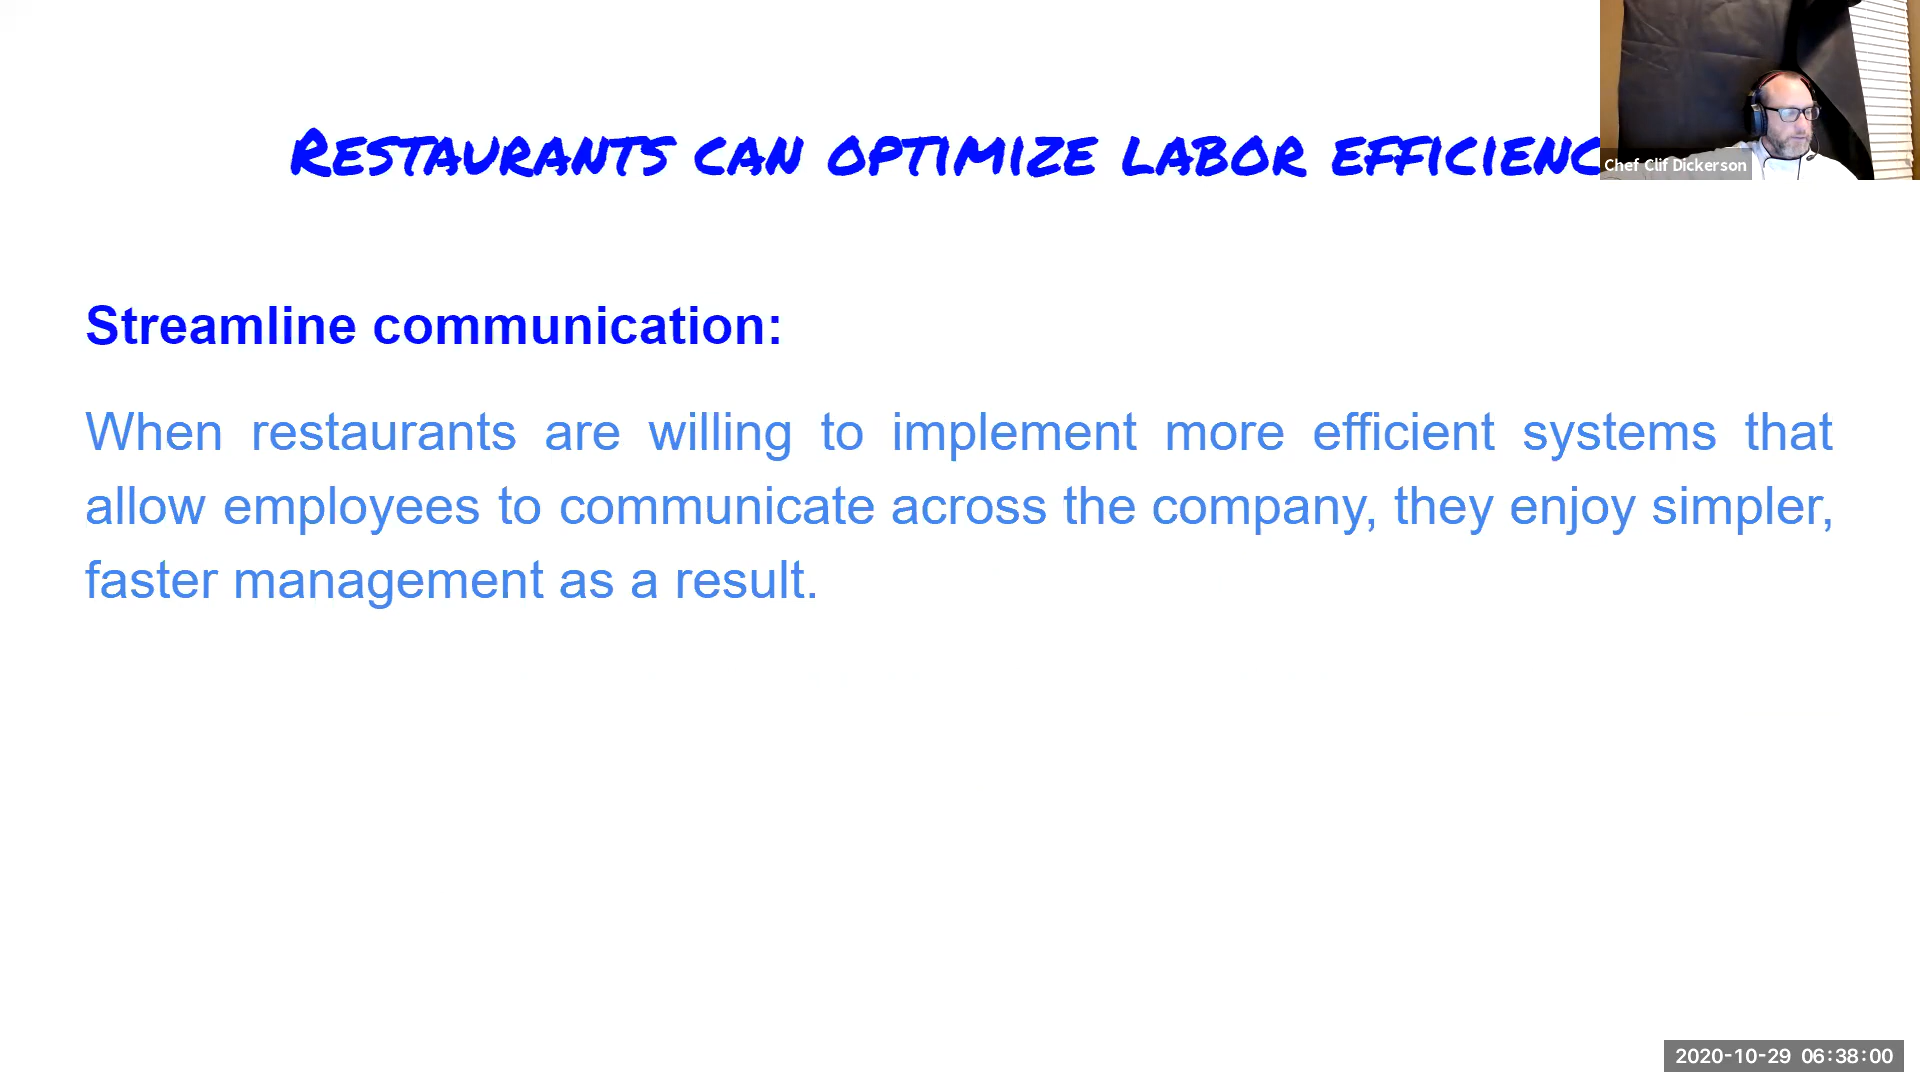 Restaurants can optimize labor efficienc
Chef Clif Dickerson
Streamline communication:
When restaurants are willing to implement more efficient systems that
allow employees to communicate across the company, they enjoy simpler,
faster management as a result.
2020-10-29 06:38:00